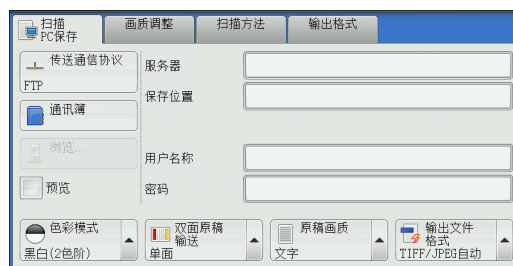 扫描
PC保存
画质调整
扫描方法
输出格式
传送通信协议
FTP
通讯簿
浏览...
预览
服务器
保存位置
用户名称
密码
色彩模式
黑白(2色阶)
双面原稿
输送
单面
原稿画质
文字
输出文件
格式
TIFF/JPEG自动